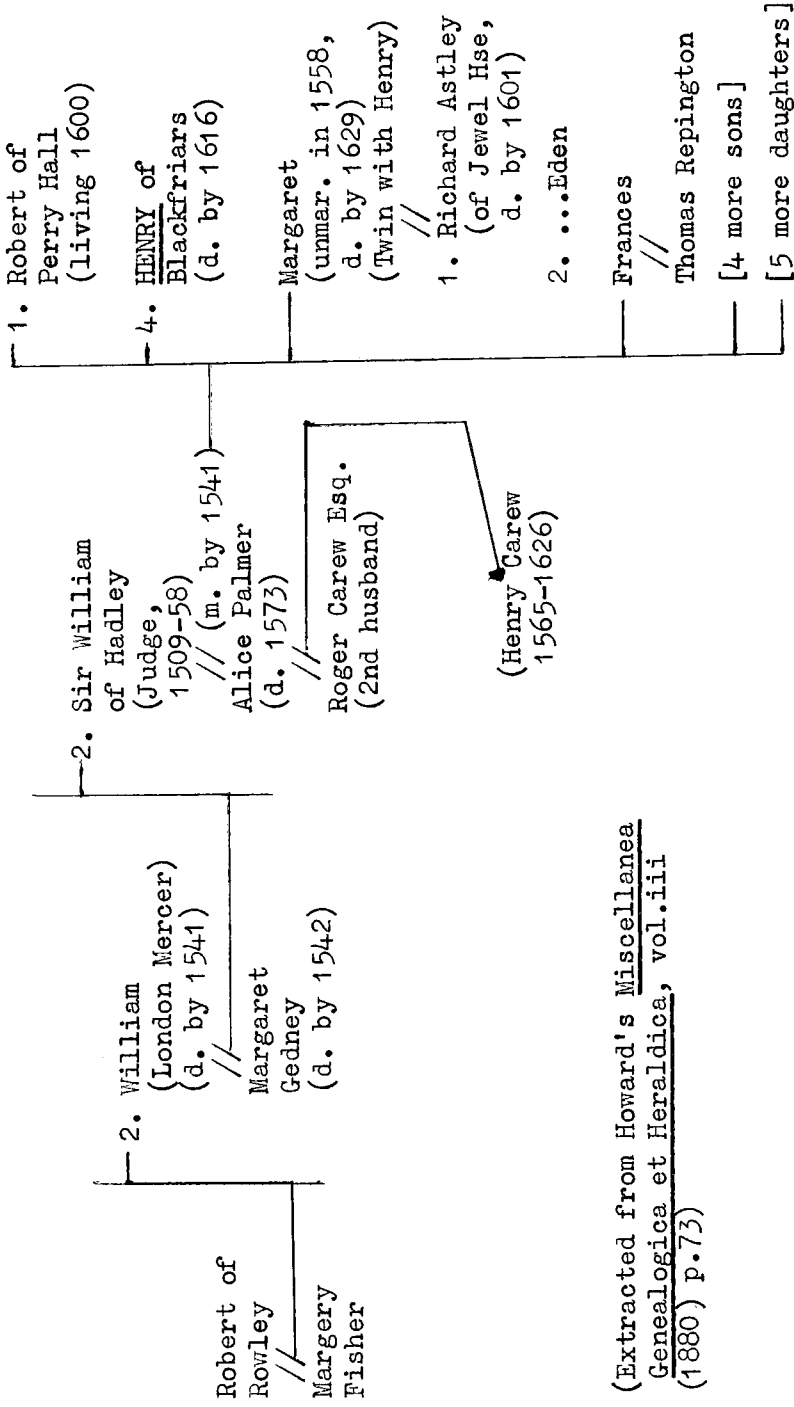 Robert of
Rowley
//
Margery
Fisher
2. William
(London Mercer)
(d. by 1541)
//
Margaret
Gedney
(d. by 1542)
2. Sir William
of Hadley
(Judge,
1509-58)
// (m. by 1541)
Alice Palmer
(d. 1573)
//
Roger Carew Esq.
(2nd husband)
(Henry Carew
1565-1626)
1. Robert of
Perry Hall
(living 1600)
4. HENRY of
Blackfriars
(d. by 1616)
Margaret
(unmar. in 1558,
d. by 1629)
(Twin with Henry)
//
1. Richard Astley
(of Jewel Hse,
d. by 1601)
2. ...Eden
Frances
//
Thomas Repington
[4 more sons]
[5 more daughters]
(Extracted from Howard's Miscellanea
Genealogica et Heraldica, vol.iii
(1880) p.73)